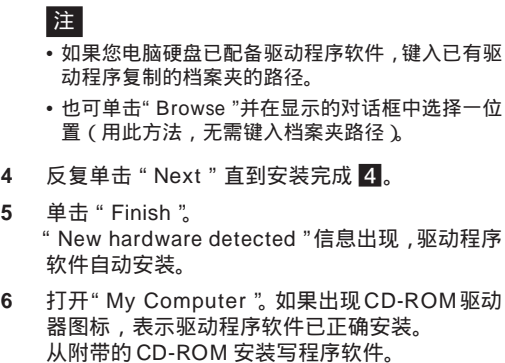 注
• 如果您电脑硬盘已配备驱动程序软件，键入已有驱
动程序复制的档案夹的路径。
• 也可单击“ Browse ”并在显示的对话框中选择一位
置（用此方法，无需键入档案夹路径）。
4 反复单击 “ Next ” 直到安装完成 4。
5 单击 “ Finish ”。
“ New hardware detected ”信息出现，驱动程序
软件自动安装。
6 打开“ My Computer ”。如果出现CD-ROM驱动
器图标，表示驱动程序软件已正确安装。
从附带的 CD-ROM 安装写程序软件。